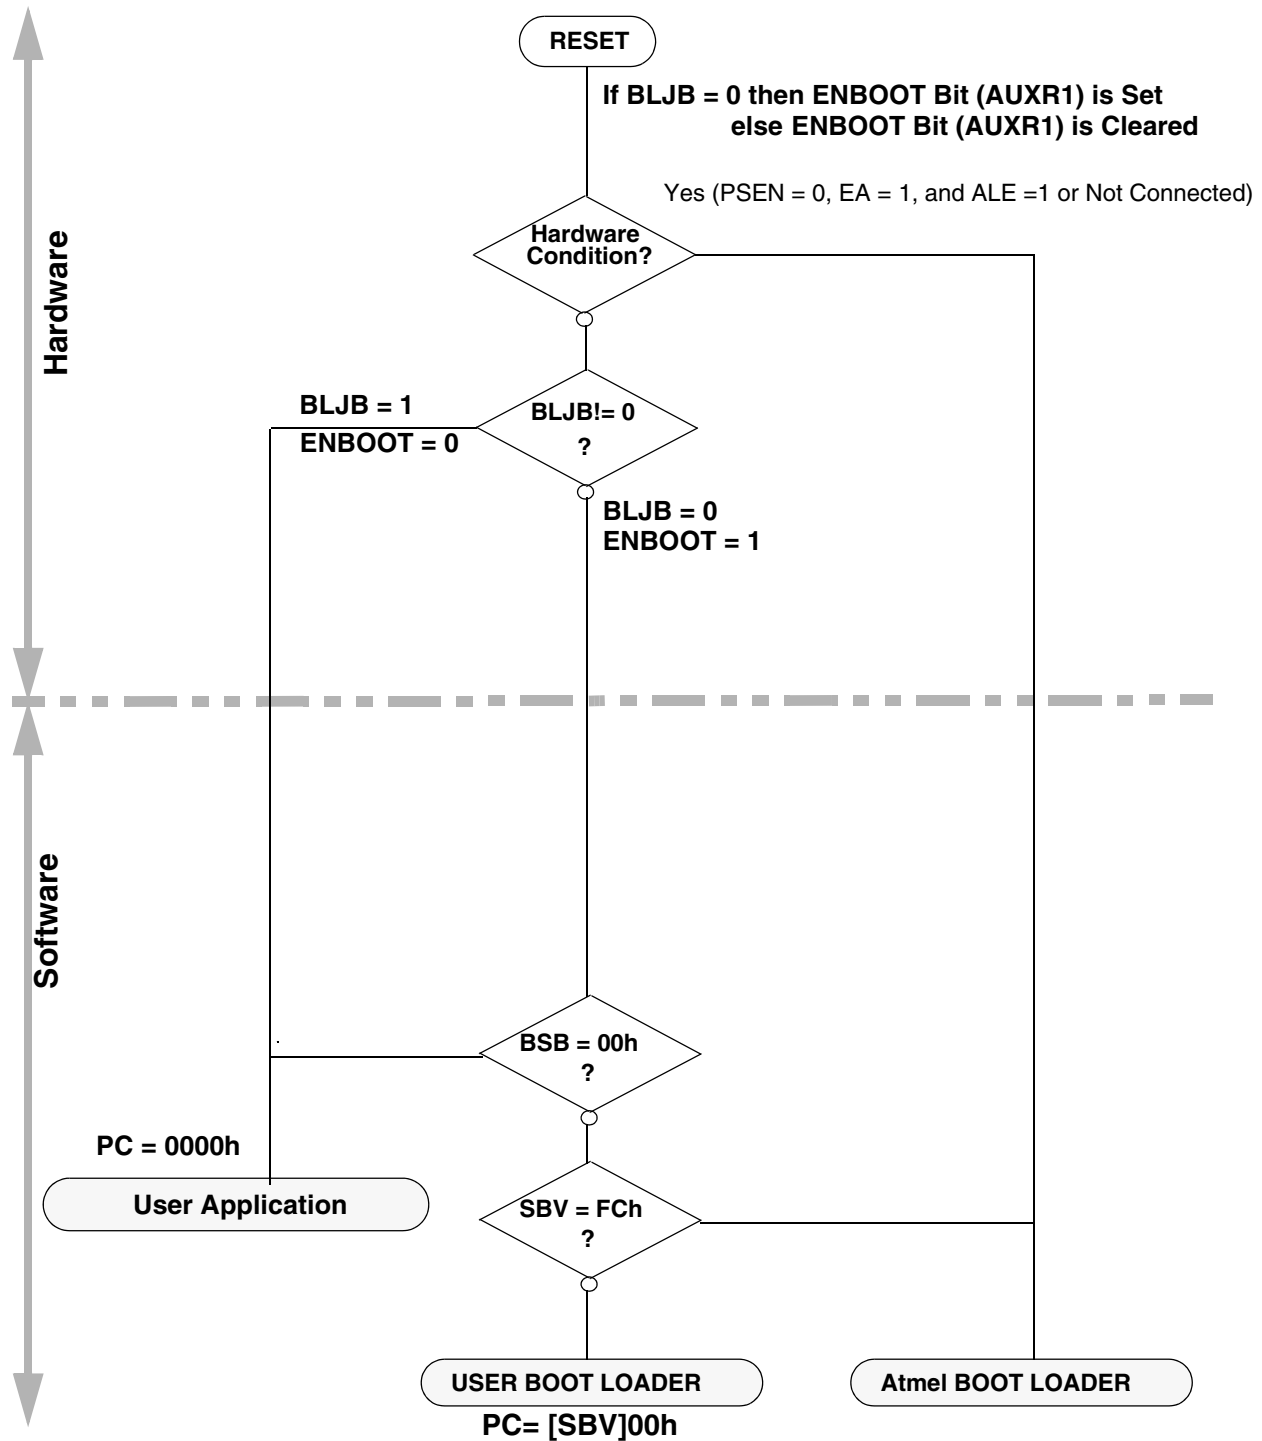 RESET
If BLJB = 0 then ENBOOT Bit (AUXR1) is Set
else ENBOOT Bit (AUXR1) is Cleared
Yes (PSEN = 0, EA = 1, and ALE =1 or Not Connected)
Hardware
Condition?
Hardware
BLJB = 1
ENBOOT = 0
BLJB!= 0
?
BLJB = 0
ENBOOT = 1
Software
BSB = 00h
?
PC = 0000h
User Application
SBV = FCh
?
USER BOOT LOADER
PC= [SBV]00h
Atmel BOOT LOADER